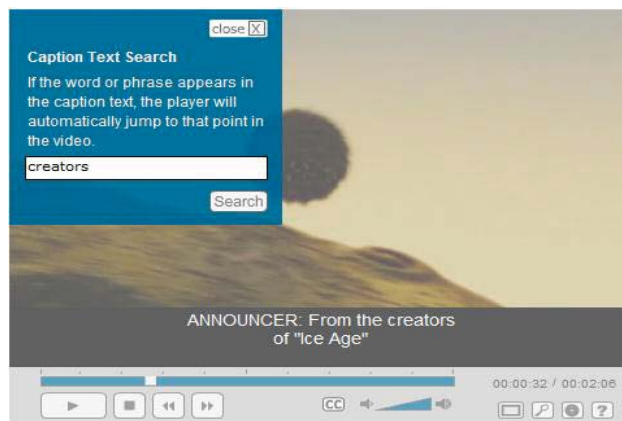 close X
Caption Text Search
If the word or phrase appears in
the caption text, the player will
automatically jump to that point in
the video.
creators
Search
ANNOUNCER: From the creators
of "Ice Age"
00:00:32 / 00:02:06
CC
?